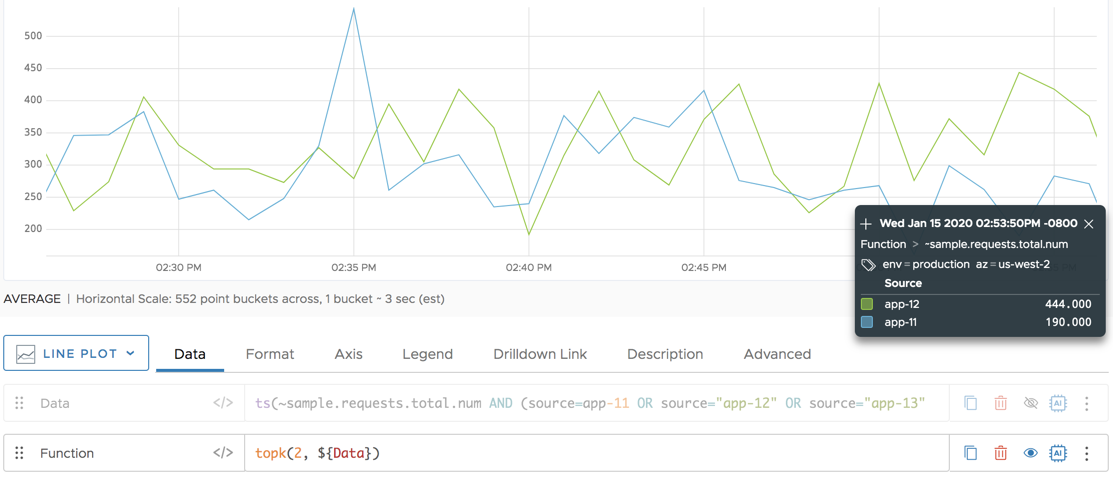 500
450
400
350
300
250
200
02:30 PM
02:35 PM
02:40 PM
02:45 PM
Wed Jan 15 2020 02:53:50PM -0800
Function > ~sample.requests.total.num
env = production az = us-west-2
Source
app-12 444.000
app-11 190.000
AVERAGE | Horizontal Scale: 552 point buckets across, 1 bucket ~ 3 sec (est)
LINE PLOT
Data Format Axis Legend Drilldown Link Description Advanced
Data </> ts(~sample.requests.total.num AND (source=app-11 OR source="app-12" OR source="app-13" AI
Function </> topk(2, ${Data}) AI